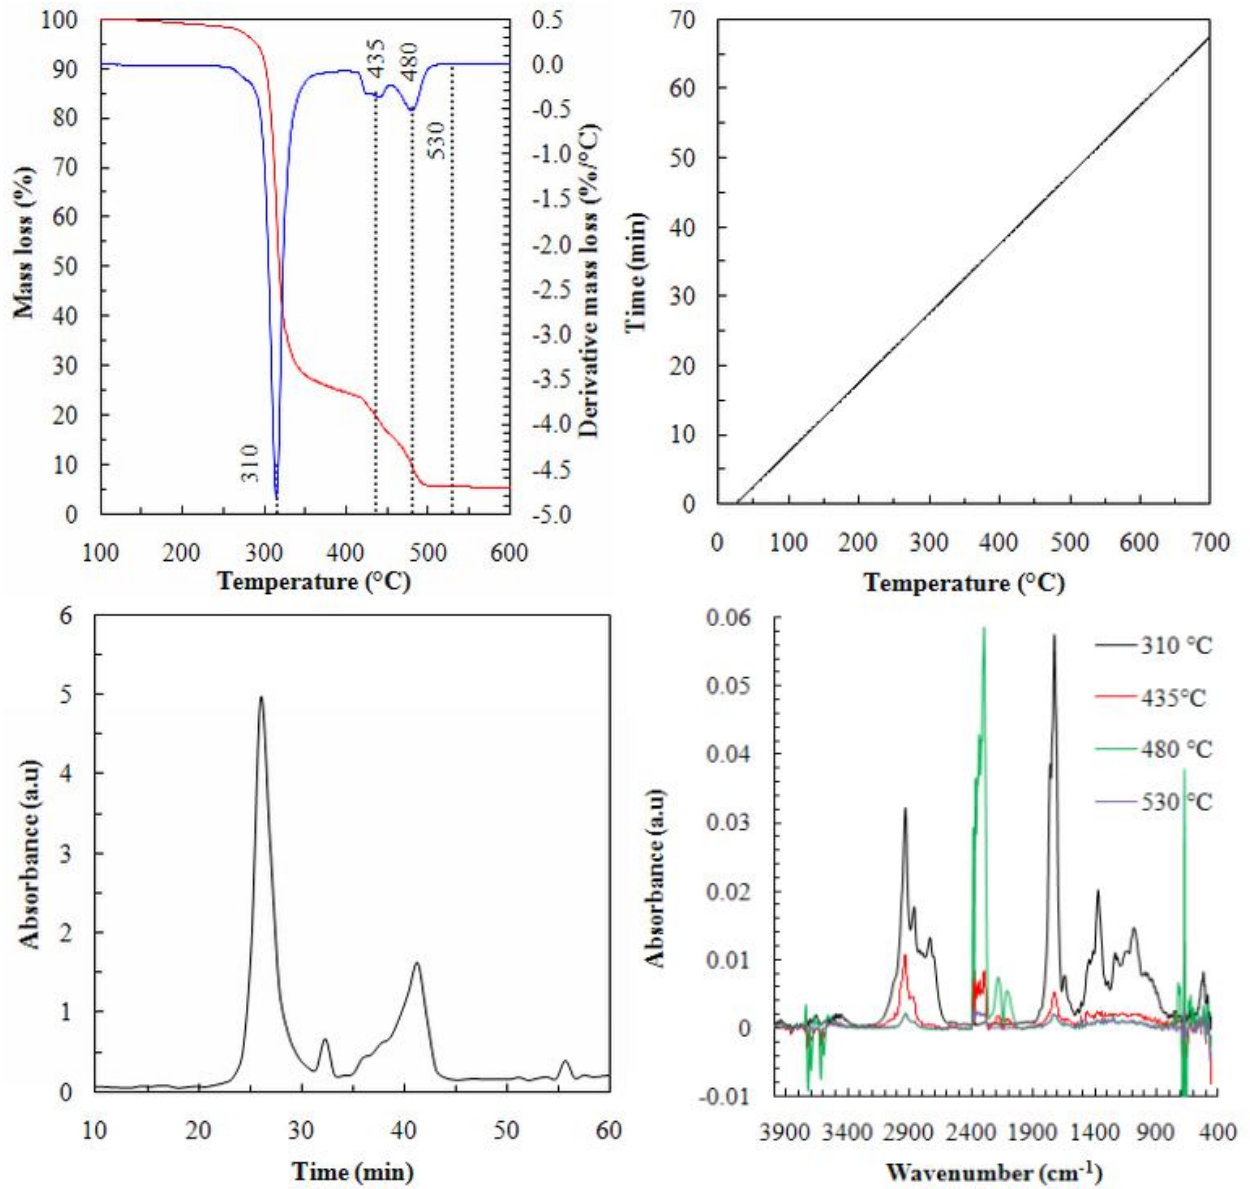 100
90
80
70
60
50
40
30
20
10
0
Mass loss (%)
0.5
0.0
-0.5
-1.0
-1.5
-2.0
-2.5
-3.0
-3.5
-4.0
-4.5
-5.0
Derivative mass loss (%/°C)
310
435
480
530
100 200 300 400 500 600
Temperature (°C)
70
60
50
40
30
20
10
0
Time (min)
0 100 200 300 400 500 600 700
Temperature (°C)
6
5
4
3
2
1
0
Absorbance (a.u)
10 20 30 40 50 60
Time (min)
0.06
0.05
0.04
0.03
0.02
0.01
0
-0.01
Absorbance (a.u)
310 °C
435°C
480 °C
530 °C
3900 3400 2900 2400 1900 1400 900 400
Wavenumber (cm-1)